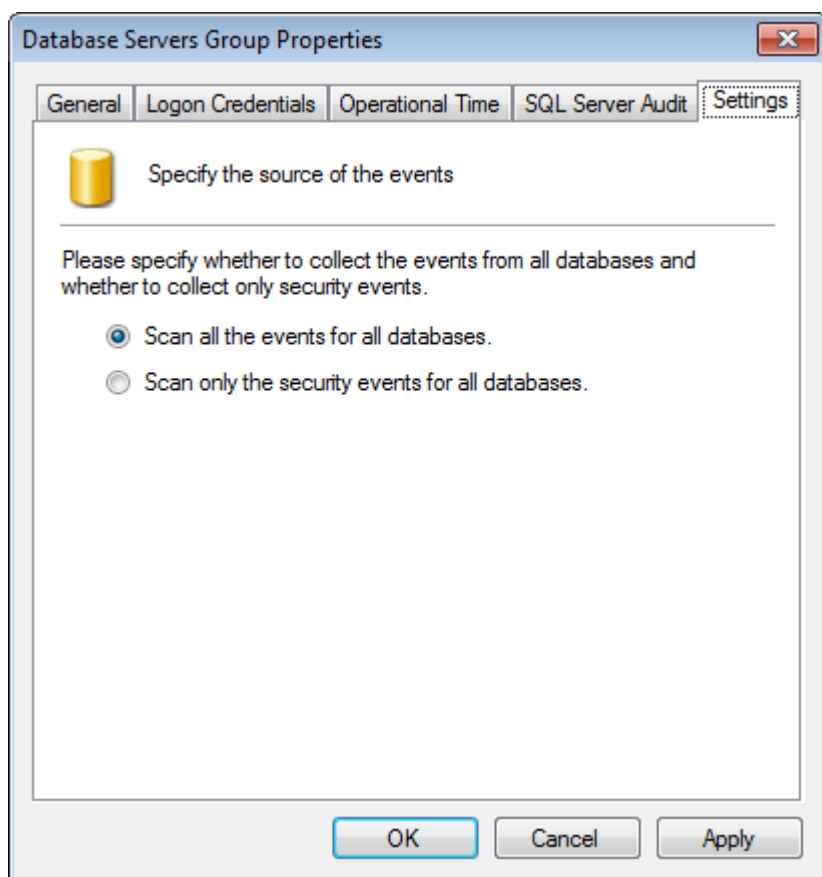 Database Servers Group Properties
General
Logon Credentials
Operational Time
SQL Server Audit
Settings
Specify the source of the events
Please specify whether to collect the events from all databases and
whether to collect only security events.
Scan all the events for all databases.
Scan only the security events for all databases.
OK
Cancel
Apply